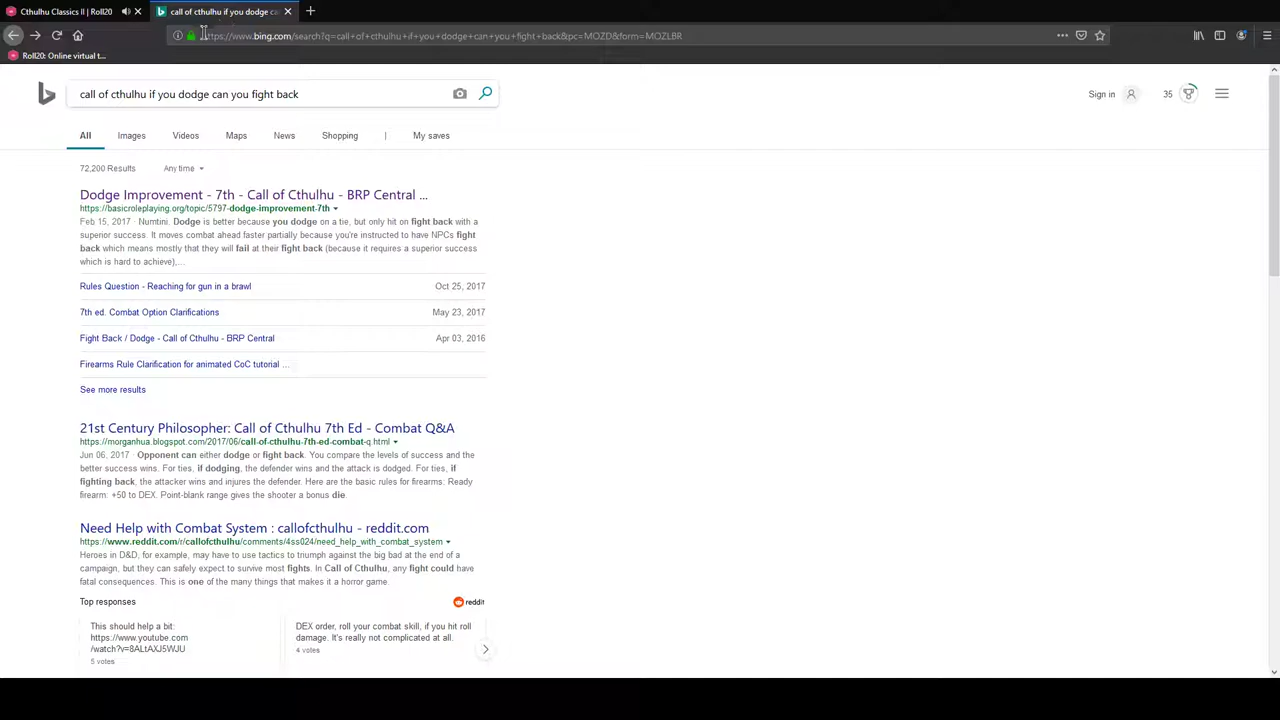 Cthulhu Classics II | Roll20
call of cthulhu if you dodge ca
https://www.bing.com/search?q=call+of+cthulhu+if+you+dodge+can+you+fight+back&pc=MOZD&form=MOZLBR
Roll20: Online virtual t...
call of cthulhu if you dodge can you fight back
Sign in
35
All
Images
Videos
Maps
News
Shopping
My saves
72,200 Results
Any time
Dodge Improvement - 7th - Call of Cthulhu - BRP Central ...
https://basicroleplaying.org/topic/5797-dodge-improvement-7th
Feb 15, 2017 · Numtini. Dodge is better because you dodge on a tie, but only hit on fight back with a
superior success. It moves combat ahead faster partially because you're instructed to have NPCs fight
back which means mostly that they will fail at their fight back (because it requires a superior success
which is hard to achieve),...
Rules Question - Reaching for gun in a brawl
Oct 25, 2017
7th ed. Combat Option Clarifications
May 23, 2017
Fight Back / Dodge - Call of Cthulhu - BRP Central
Apr 03, 2016
Firearms Rule Clarification for animated CoC tutorial ...
See more results
21st Century Philosopher: Call of Cthulhu 7th Ed - Combat Q&A
https://morganhua.blogspot.com/2017/06/call-of-cthulhu-7th-ed-combat-q.html
Jun 06, 2017 · Opponent can either dodge or fight back. You compare the levels of success and the
better success wins. For ties, if dodging, the defender wins and the attack is dodged. For ties, if
fighting back, the attacker wins and injures the defender. Here are the basic rules for firearms: Ready
firearm: +50 to DEX. Point-blank range gives the shooter a bonus die.
Need Help with Combat System : callofcthulhu - reddit.com
https://www.reddit.com/r/callofcthulhu/comments/4ss024/need_help_with_combat_system
Heroes in D&D, for example, may have to use tactics to triumph against the big bad at the end of a
campaign, but they can safely expect to survive most fights. In Call of Cthulhu, any fight could have
fatal consequences. This is one of the many things that makes it a horror game.
Top responses
reddit
This should help a bit:
https://www.youtube.com
/watch?v=8ALtAXJ5WJU
5 votes
DEX order, roll your combat skill, if you hit roll
damage. It's really not complicated at all.
4 votes